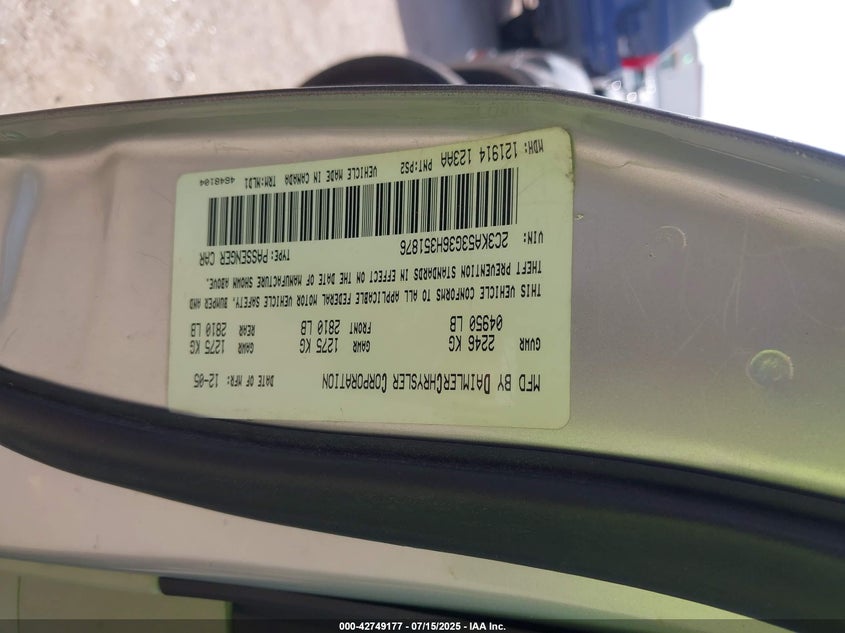 MFD BY DAIMLERCHRYSLER CORPORATION DATE OF MFR: 12-05
GVWR 2246 KG GAWR 1275 KG GAWR 1275 KG
04950 LB FRONT 2810 LB REAR 2810 LB
THIS VEHICLE CONFORMS TO ALL APPLICABLE FEDERAL MOTOR VEHICLE SAFETY, BUMPER AND
THEFT PREVENTION STANDARDS IN EFFECT ON THE DATE OF MANUFACTURE SHOWN ABOVE.
VIN: 2C3KA53G36H351876 TYPE: PASSENGER CAR
MDH: 121914 123AA PNT: PS2 VEHICLE MADE IN CANADA TRM: MLD1 4648104
000-42749177 - 07/15/2025 - IAA Inc.